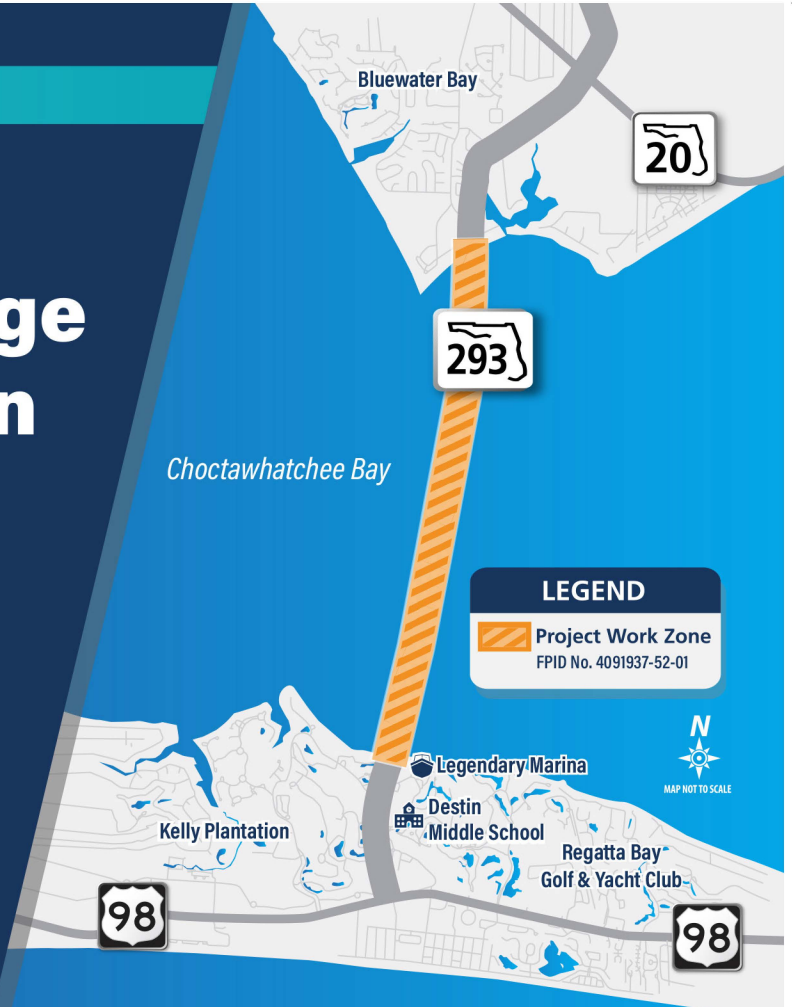 Bluewater Bay
20
ge
n
293
Choctawhatchee Bay
LEGEND
Project Work Zone
FPID No. 4091937-52-01
N
MAP NOT TO SCALE
Legendary Marina
Destin
Middle School
Kelly Plantation
Regatta Bay
Golf & Yacht Club
98
98